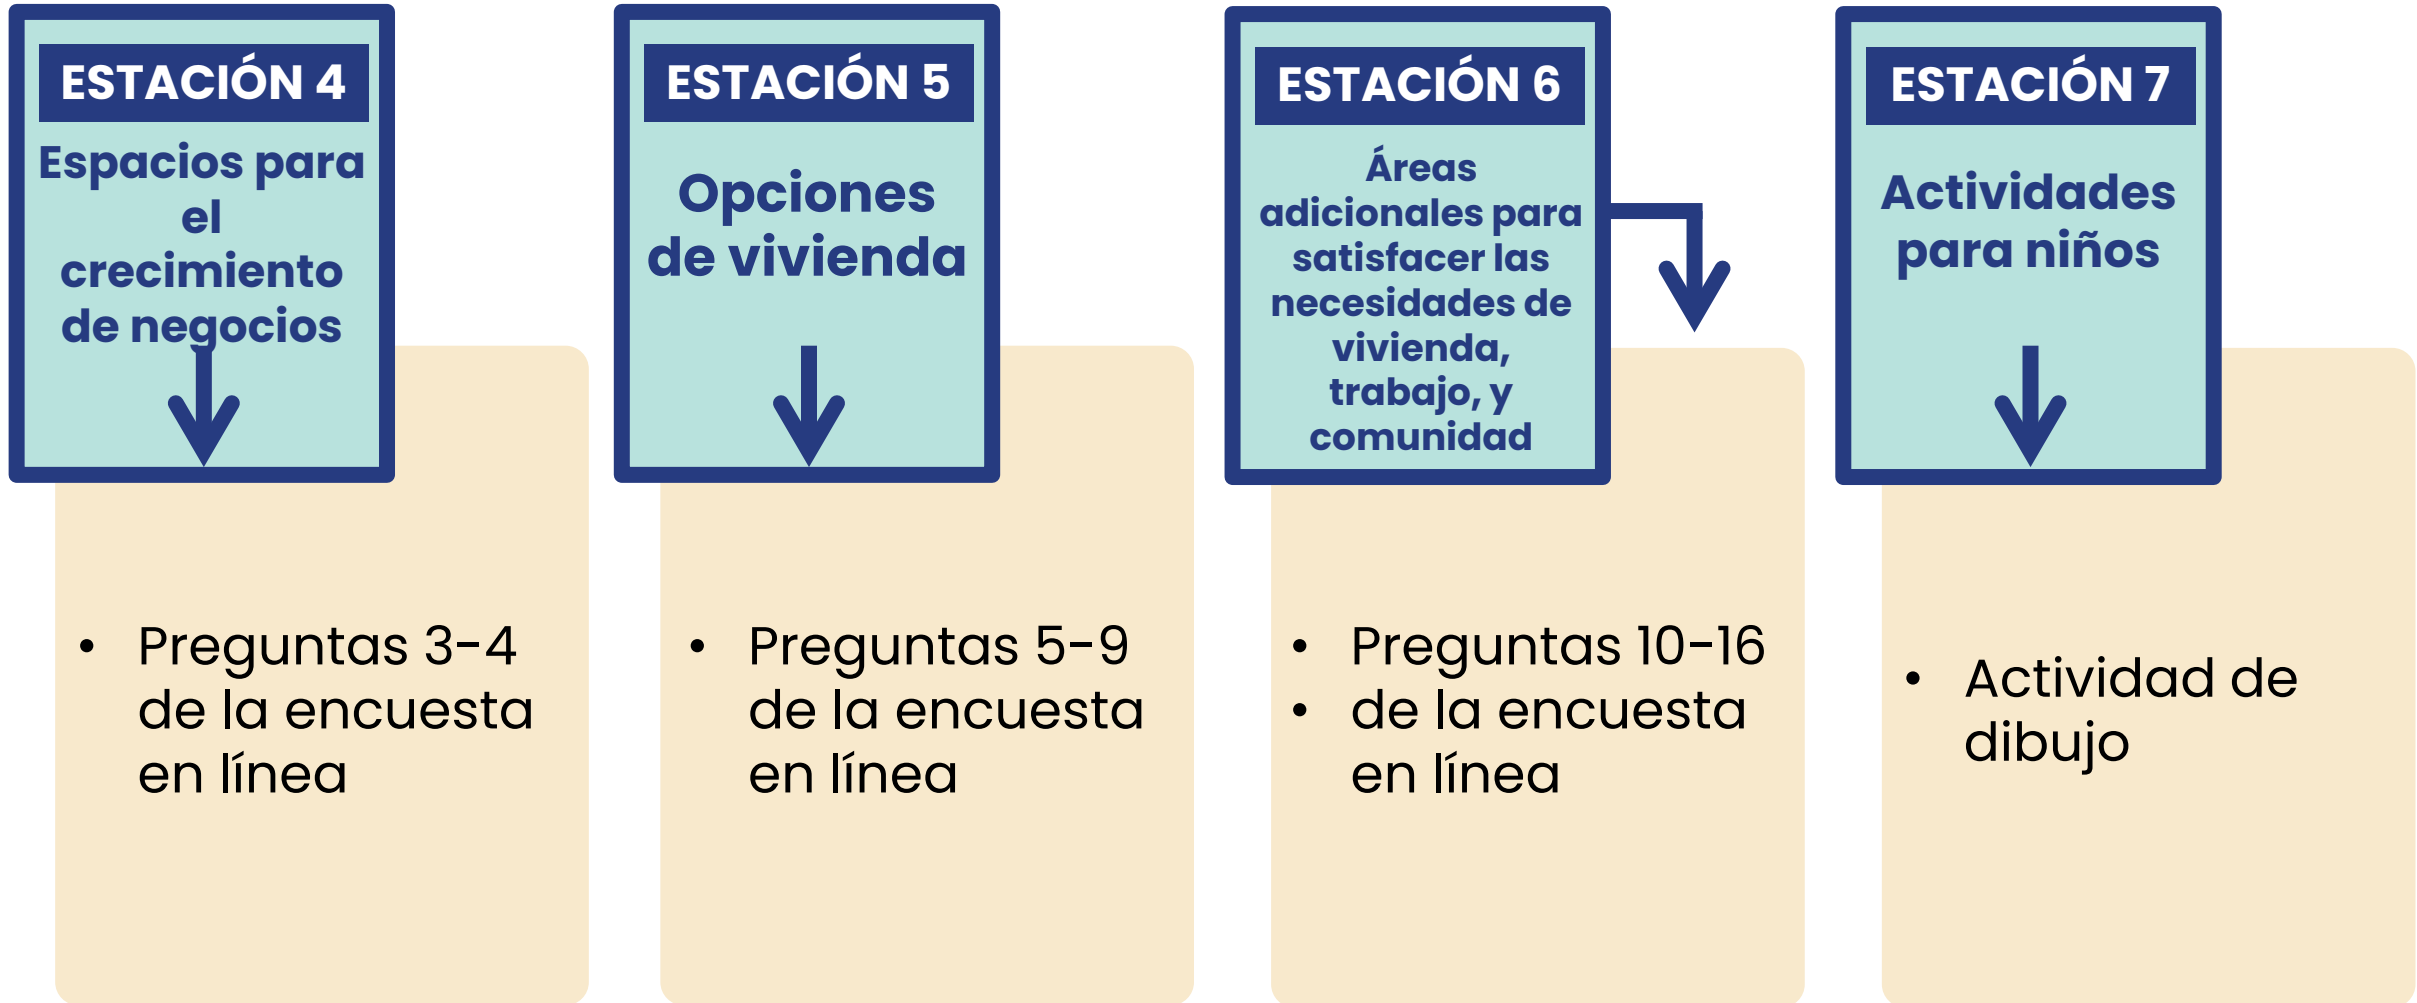 ESTACIÓN 4
Espacios para
el
crecimiento
de negocios
• Preguntas 3-4
de la encuesta
en línea
ESTACIÓN 5
Opciones
de vivienda
• Preguntas 5-9
de la encuesta
en línea
ESTACIÓN 6
Áreas
adicionales para
satisfacer las
necesidades de
vivienda,
trabajo, y
comunidad
• Preguntas 10-16
• de la encuesta
en línea
ESTACIÓN 7
Actividades
para niños
• Actividad de
dibujo